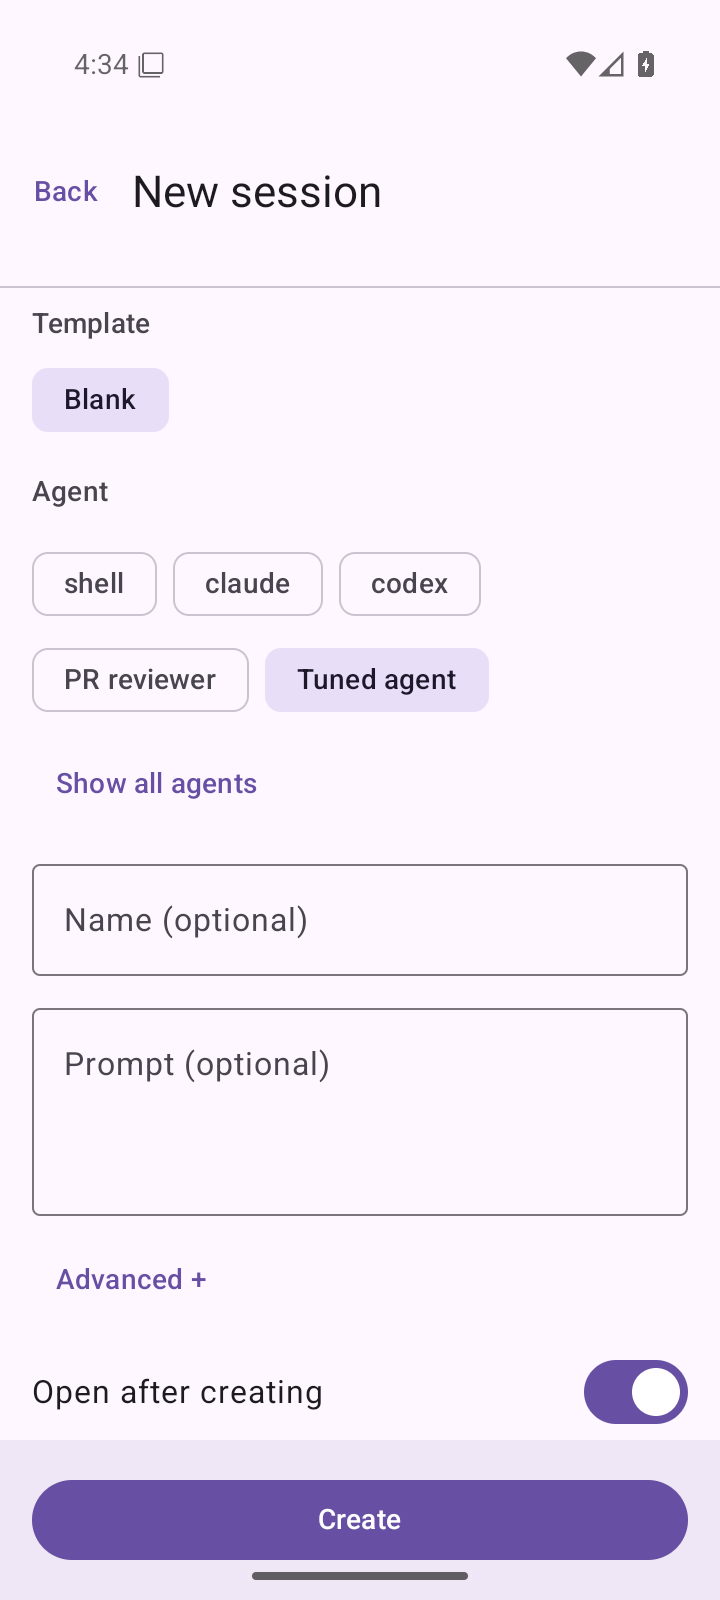 4:34
Back New session
Template
Blank
Agent
shell claude codex
PR reviewer Tuned agent
Show all agents
Name (optional)
Prompt (optional)
Advanced +
Open after creating
Create